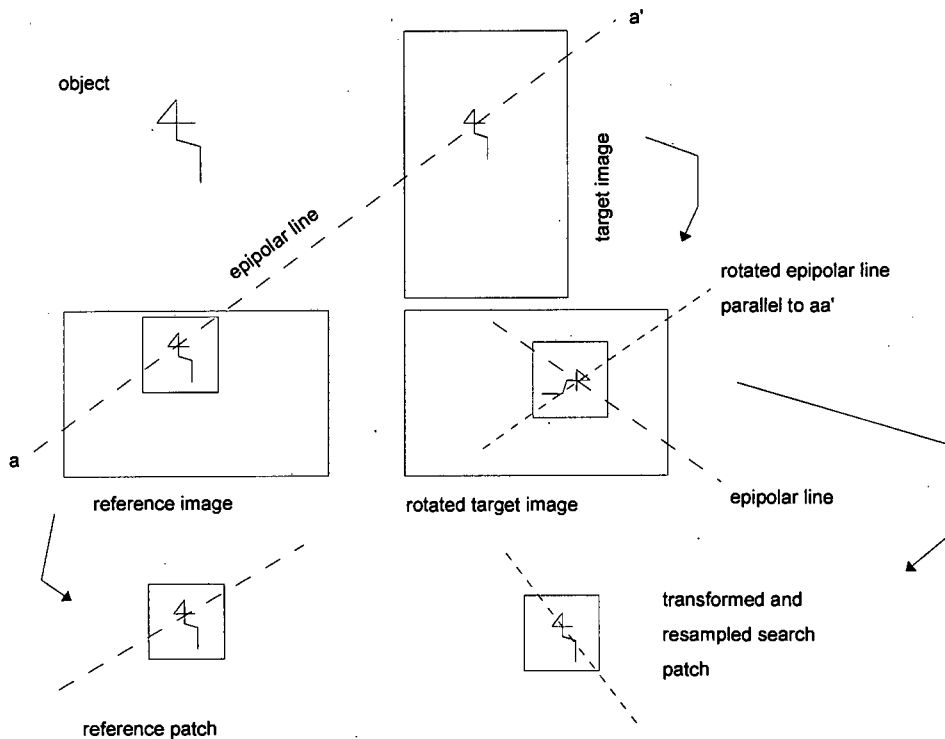 a'
object
target image
epipolar line
rotated epipolar line
parallel to aa'
a
reference image
rotated target image
epipolar line
transformed and
resampled search
patch
reference patch